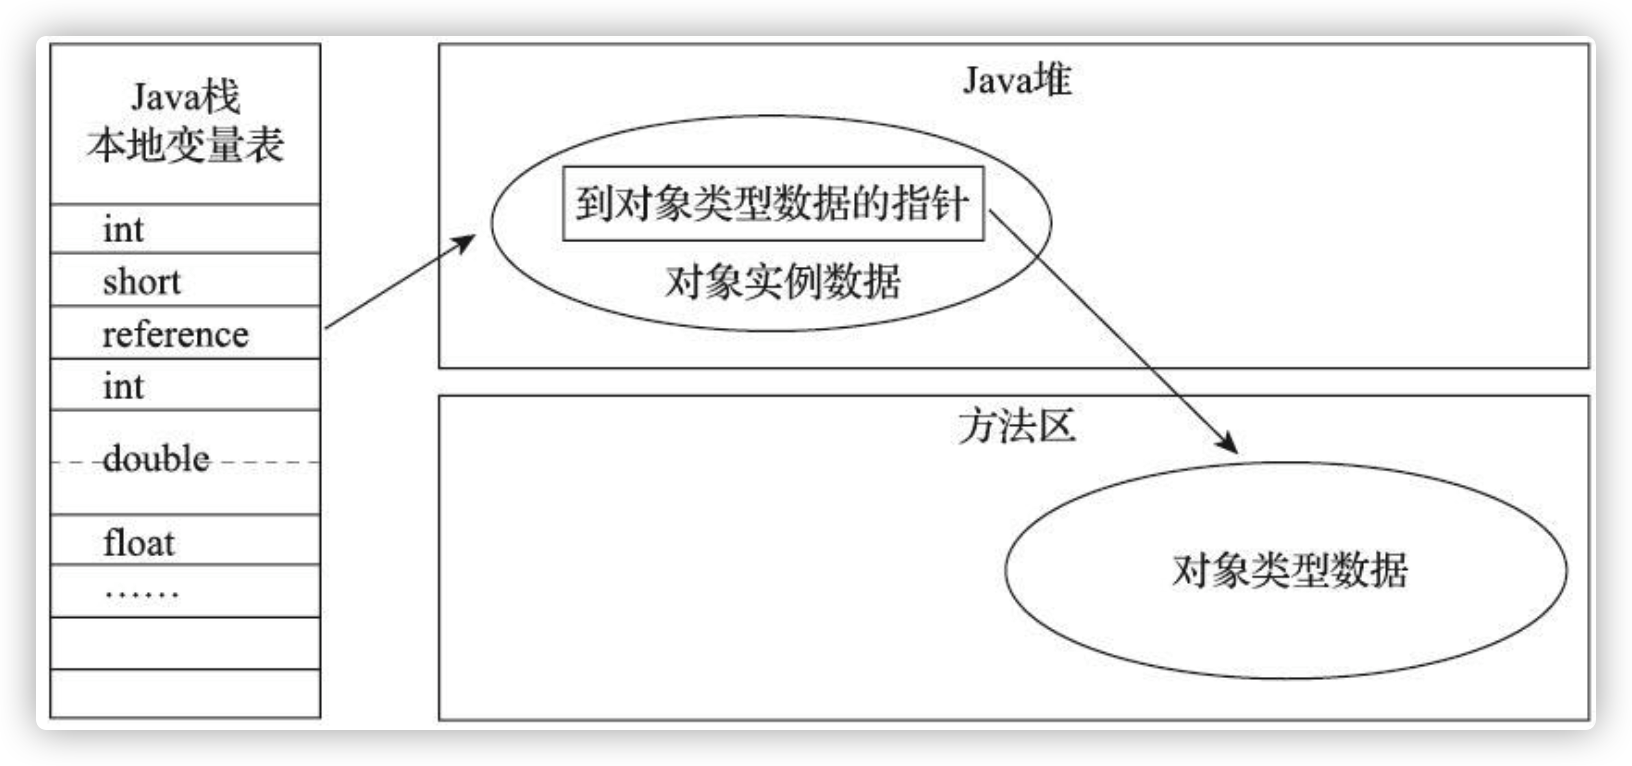 Java栈
本地变量表
int
short
reference
int
double
float
……
Java堆
到对象类型数据的指针
对象实例数据
方法区
对象类型数据